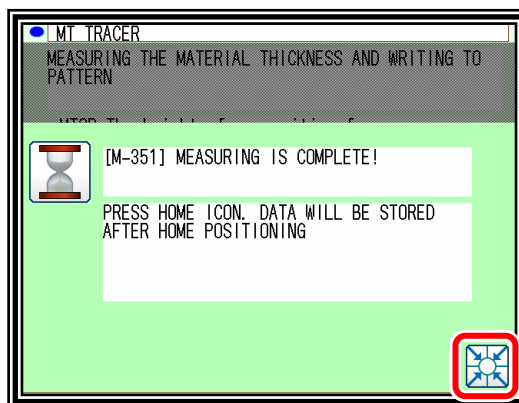 MT TRACER
MEASURING THE MATERIAL THICKNESS AND WRITING TO
PATTERN
[M-351] MEASURING IS COMPLETE!
PRESS HOME ICON. DATA WILL BE STORED
AFTER HOME POSITIONING